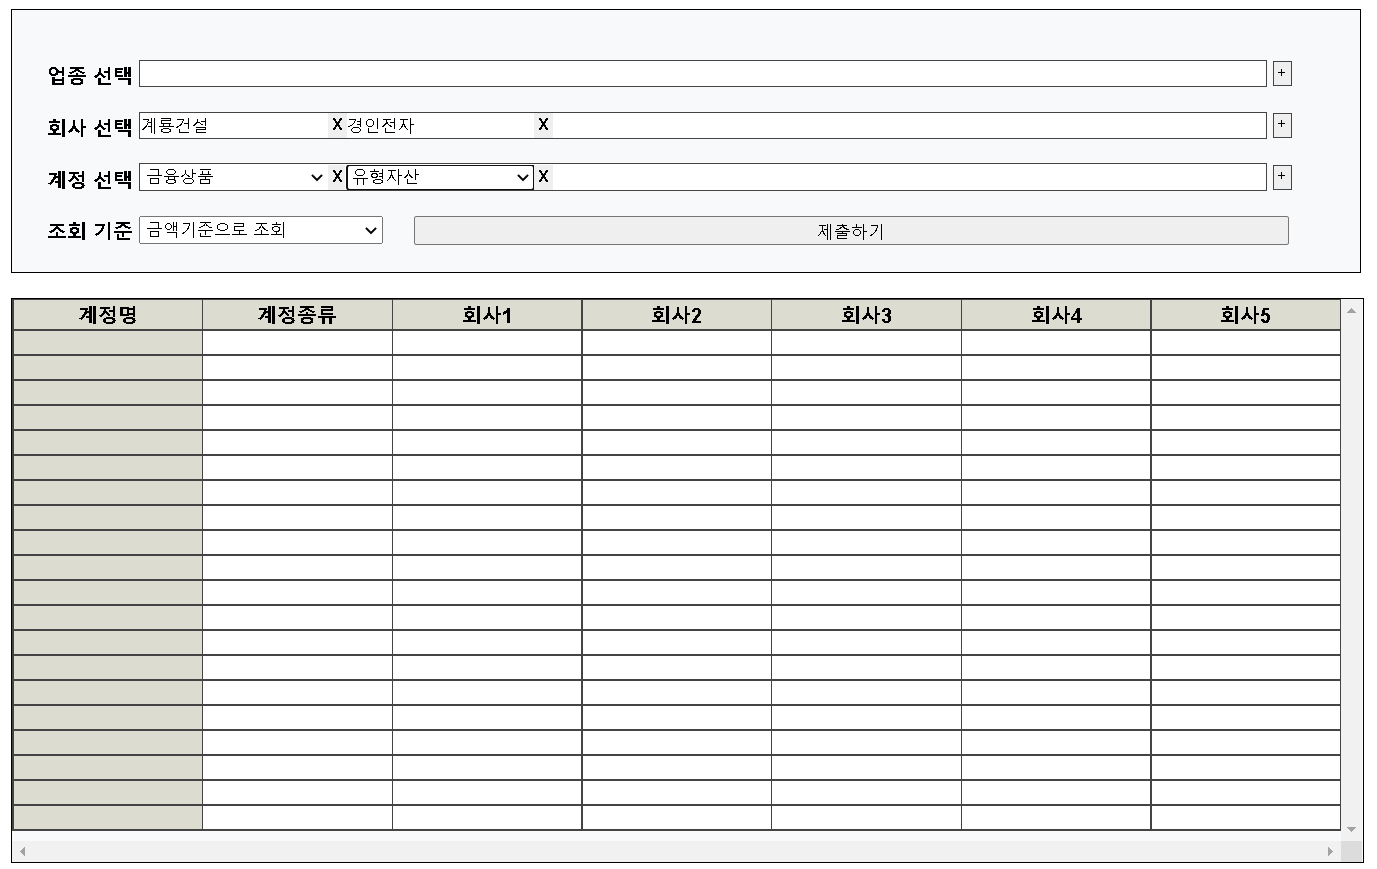 업종 선택 +
회사 선택 계룡건설 X 경인전자 X +
계정 선택 금융상품 X 유형자산 X +
조회 기준 금액기준으로 조회 제출하기
계정명 계정종류 회사1 회사2 회사3 회사4 회사5